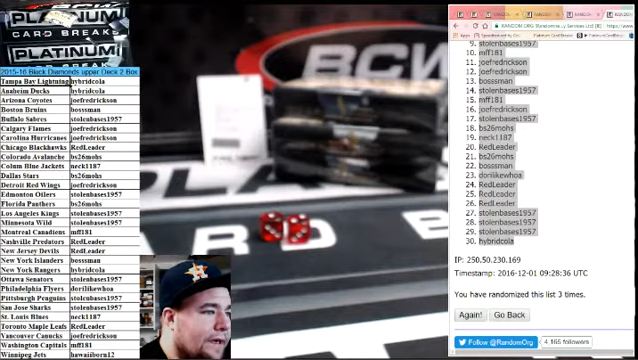 PLATINUM
CARD BREAKS
PLATINUM
CARD BREAKS
2015-16 Black Diamonds upper Deck 2 Box
Tampa Bay Lightning hybridcola
Anaheim Ducks hybridcola
Arizona Coyotes joefredrickson
Boston Bruins bosssman
Buffalo Sabres stolenbases1957
Calgary Flames joefredrickson
Carolina Hurricanes joefredrickson
Chicago Blackhawks RedLeader
Colorado Avalanche bs26mohs
Colum Blue Jackets neck1187
Dallas Stars bs26mohs
Detroit Red Wings joefredrickson
Edmonton Oilers stolenbases1957
Florida Panthers bs26mohs
Los Angeles Kings stolenbases1957
Minnesota Wild stolenbases1957
Montreal Canadiens mff181
Nashville Predators RedLeader
New Jersey Devils RedLeader
New York Islanders bosssman
New York Rangers hybridcola
Ottawa Senators stolenbases1957
Philadelphia Flyers dorilikewhoa
Pittsburgh Penguins stolenbases1957
San Jose Sharks stolenbases1957
St. Louis Blues neck1187
Toronto Maple Leafs RedLeader
Vancouver Canucks joefredrickson
Washington Capitals mff181
Winnipeg Jets hawaiiborn12
BCW
9. stolenbases1957
10. mff181
11. joefredrickson
12. joefredrickson
13. bosssman
14. stolenbases1957
15. mff181
16. joefredrickson
17. stolenbases1957
18. bs26mohs
19. neck1187
20. RedLeader
21. bs26mohs
22. bosssman
23. dorilikewhoa
24. RedLeader
25. RedLeader
26. RedLeader
27. stolenbases1957
28. stolenbases1957
29. stolenbases1957
30. hybridcola
IP: 250.50.230.169
Timestamp: 2016-12-01 09:28:36 UTC
You have randomized this list 3 times.
Again! Go Back
Follow @RandomOrg 4,165 followers